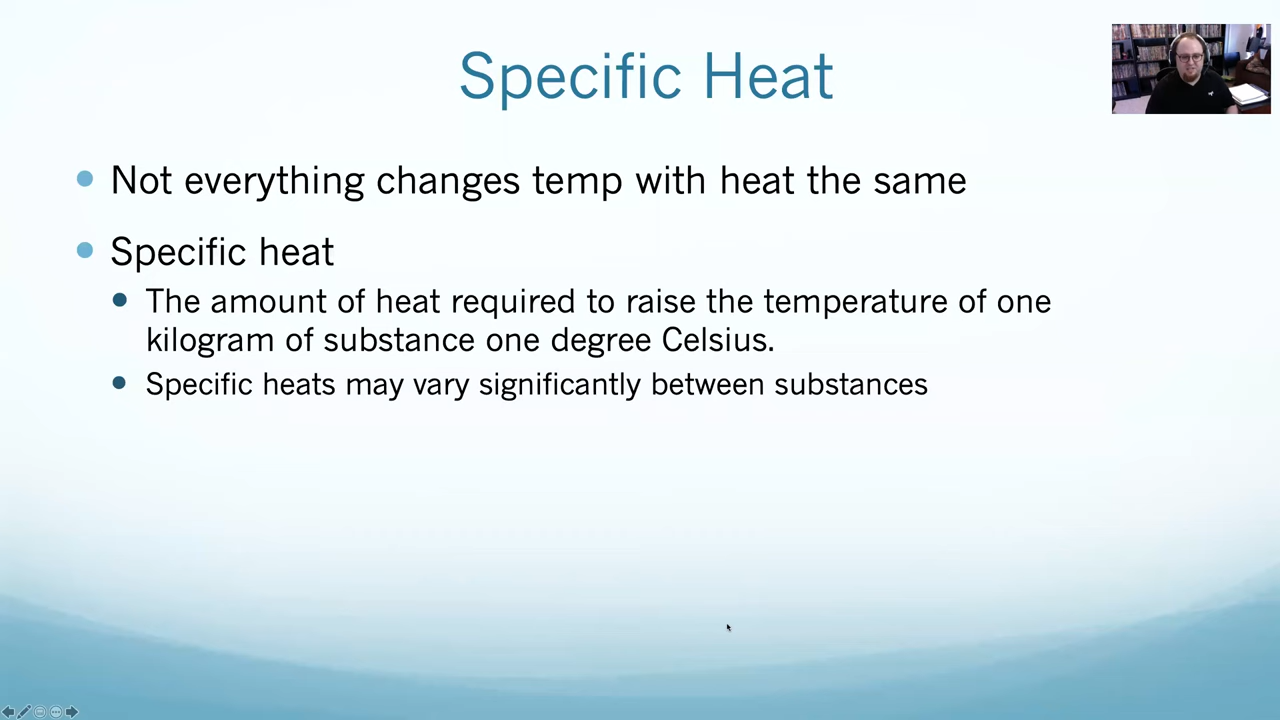 Specific Heat
Not everything changes temp with heat the same
Specific heat
The amount of heat required to raise the temperature of one
kilogram of substance one degree Celsius.
Specific heats may vary significantly between substances